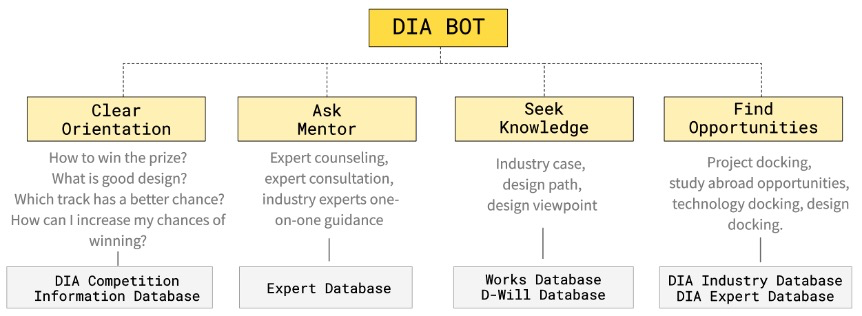 DIA BOT
Clear
Orientation
How to win the prize?
What is good design?
Which track has a better chance?
How can I increase my chances of
winning?
DIA Competition
Information Database
Ask
Mentor
Expert counseling,
expert consultation,
industry experts one-
on-one guidance
Expert Database
Seek
Knowledge
Industry case,
design path,
design viewpoint
Works Database
D-Will Database
Find
Opportunities
Project docking,
study abroad opportunities,
technology docking, design
docking.
DIA Industry Database
DIA Expert Database